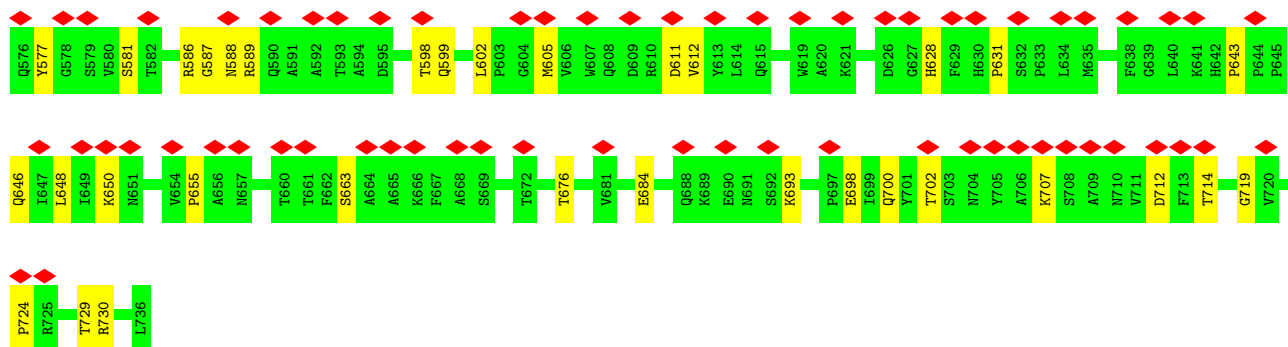 Q576 Y577 G578 S579 V580 S581 T582 R586 G587 N588 R589 Q590 A591 A592 T593 A594 D595 T598 Q599 L602 P603 G604 M605 V606 W607 Q608 D609 R610 D611 V612 Y613 L614 Q615 W619 A620 K621 D626 G627 H628 F629 H630 P631 S632 P633 L634 M635 F638 G639 L640 K641 H642 P643 P644 P645
Q646 I647 L648 I649 K650 N651 V654 P655 A656 N657 T660 T661 F662 S663 A664 A665 K666 F667 A668 S669 T672 T676 V681 E684 Q688 K689 E690 N691 S692 K693 P697 E698 I699 Q700 Y701 T702 S703 N704 Y705 A706 K707 S708 A709 N710 V711 D712 F713 T714 G719 V720
P724 R725 T729 R730 L736